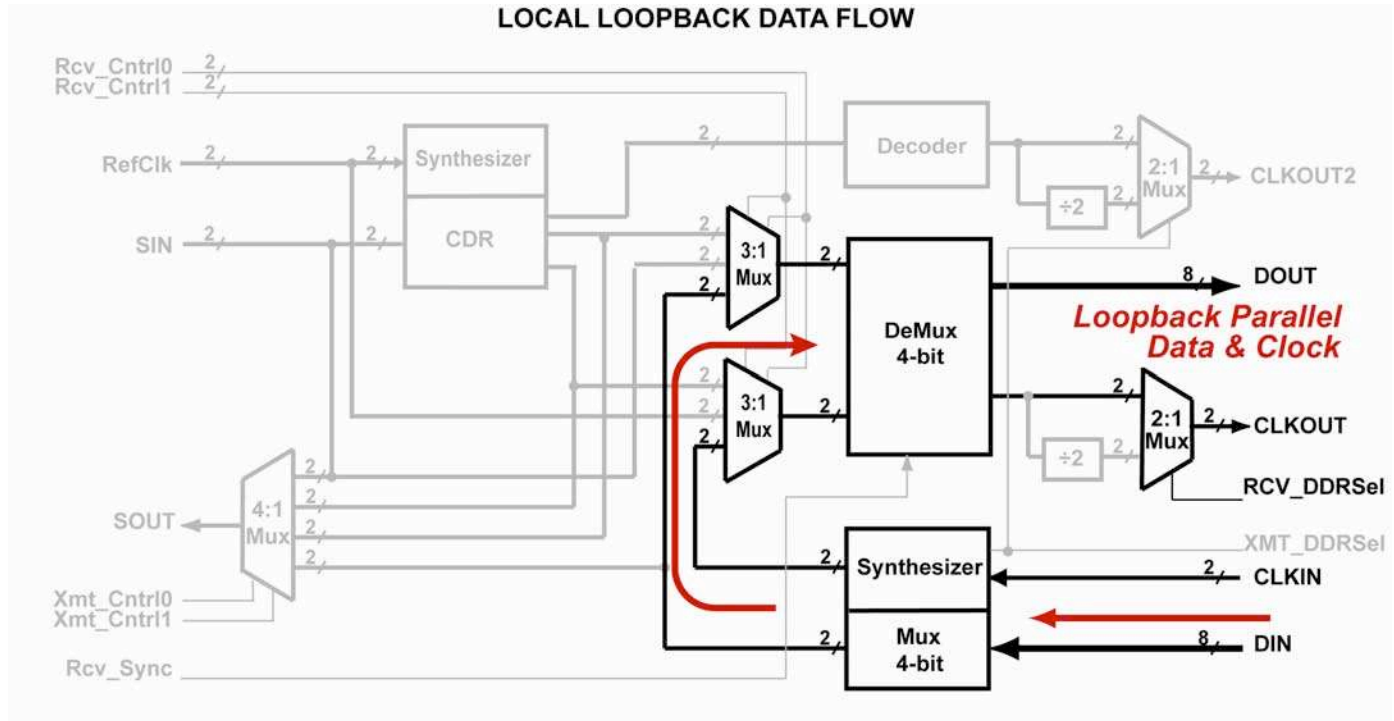 LOCAL LOOPBACK DATA FLOW
Rcv_Cntrl0
2
Rcv_Cntrl1
2
RefClk
2
2
Synthesizer
CDR
SIN
2
2
2
Decoder
2
2:1
Mux
2
CLKOUT2
÷2
2
2
2
2
3:1
Mux
2
DeMux
4-bit
8
DOUT
Loopback Parallel
Data & Clock
2
2
2
3:1
Mux
2
2
2:1
Mux
2
CLKOUT
÷2
2
RCV_DDRSel
SOUT
4:1
Mux
2
2
2
2
XMT_DDRSel
2
Synthesizer
2
CLKIN
Xmt_Cntrl0
Xmt_Cntrl1
2
Mux
4-bit
8
DIN
Rcv_Sync